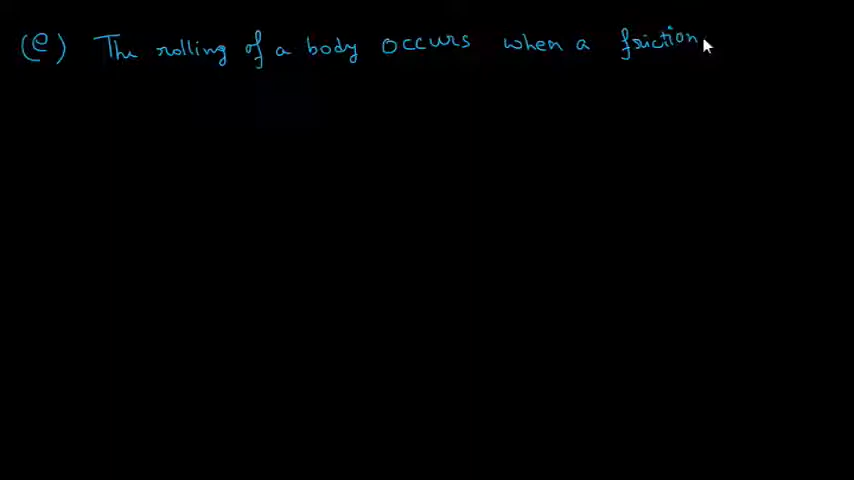 (e) The rolling of a body occurs when a friction